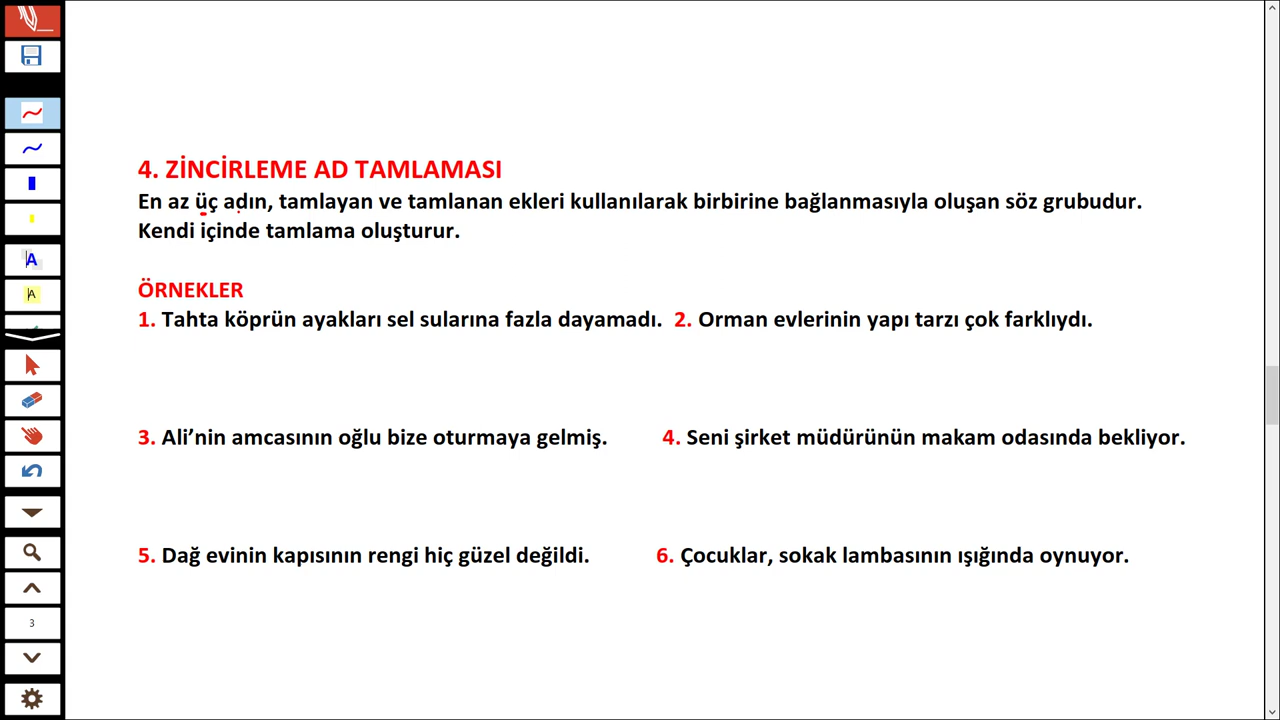 4. ZİNCİRLEME AD TAMLAMASI
En az üç adın, tamlayan ve tamlanan ekleri kullanılarak birbirine bağlanmasıyla oluşan söz grubudur.
Kendi içinde tamlama oluşturur.
ÖRNEKLER
1. Tahta köprün ayakları sel sularına fazla dayamadı. 2. Orman evlerinin yapı tarzı çok farklıydı.
3. Ali’nin amcasının oğlu bize oturmaya gelmiş. 4. Seni şirket müdürünün makam odasında bekliyor.
5. Dağ evinin kapısının rengi hiç güzel değildi. 6. Çocuklar, sokak lambasının ışığında oynuyor.
A
A
3